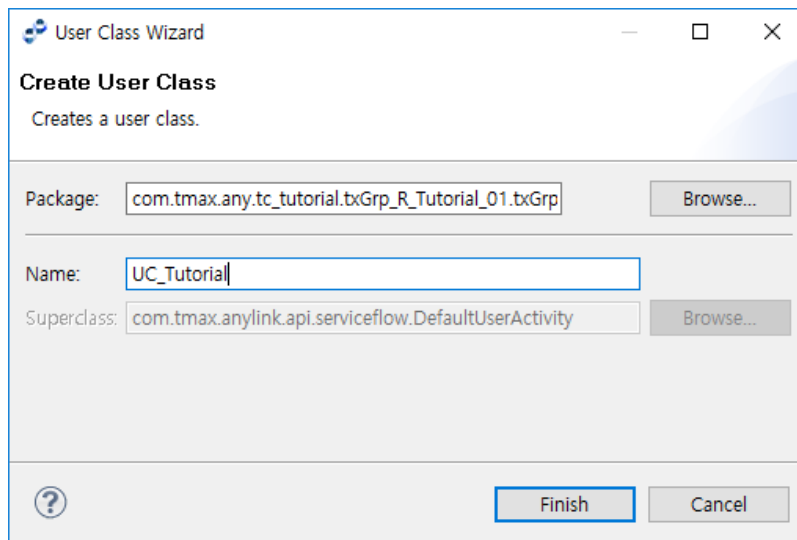 User Class Wizard
Create User Class
Creates a user class.
Package: com.tmax.any.tc_tutorial.txGrp_R_Tutorial_01.txGrp Browse...
Name: UC_Tutorial
Superclass: com.tmax.anylink.api.serviceflow.DefaultUserActivity Browse...
? Finish Cancel